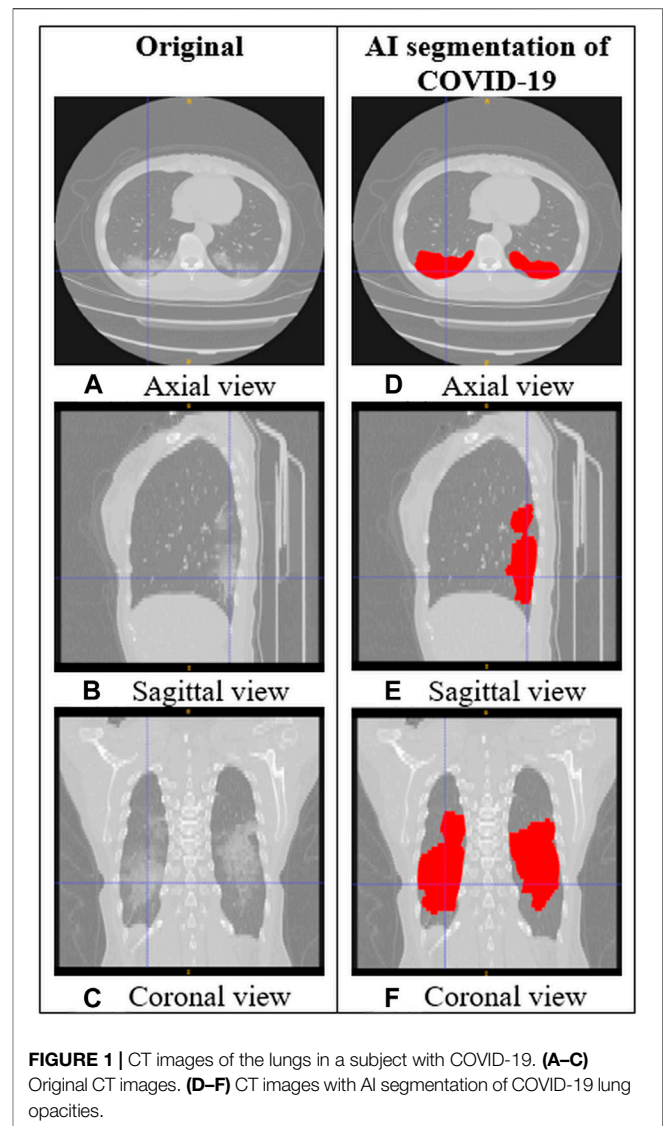 Original
AI segmentation of
COVID-19
A Axial view
D Axial view
B Sagittal view
E Sagittal view
C Coronal view
F Coronal view
FIGURE 1 | CT images of the lungs in a subject with COVID-19. (A–C)
Original CT images. (D–F) CT images with AI segmentation of COVID-19 lung
opacities.